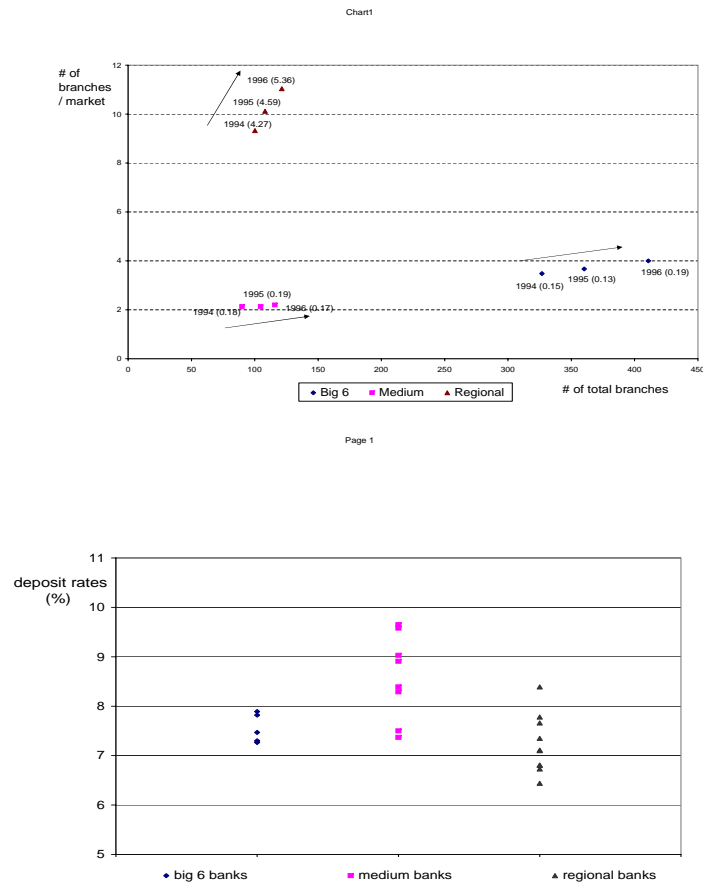 Chart1
# of
branches
/ market
12
10
8
6
4
2
0
1996 (5.36)
1995 (4.59)
1994 (4.27)
1994 (0.15)
1995 (0.13)
1996 (0.19)
1995 (0.19)
1994 (0.18)
1996 (0.17)
0 50 100 150 200 250 300 350 400 450
# of total branches
Big 6 Medium Regional
Page 1
deposit rates
(%)
11
10
9
8
7
6
5
big 6 banks medium banks regional banks